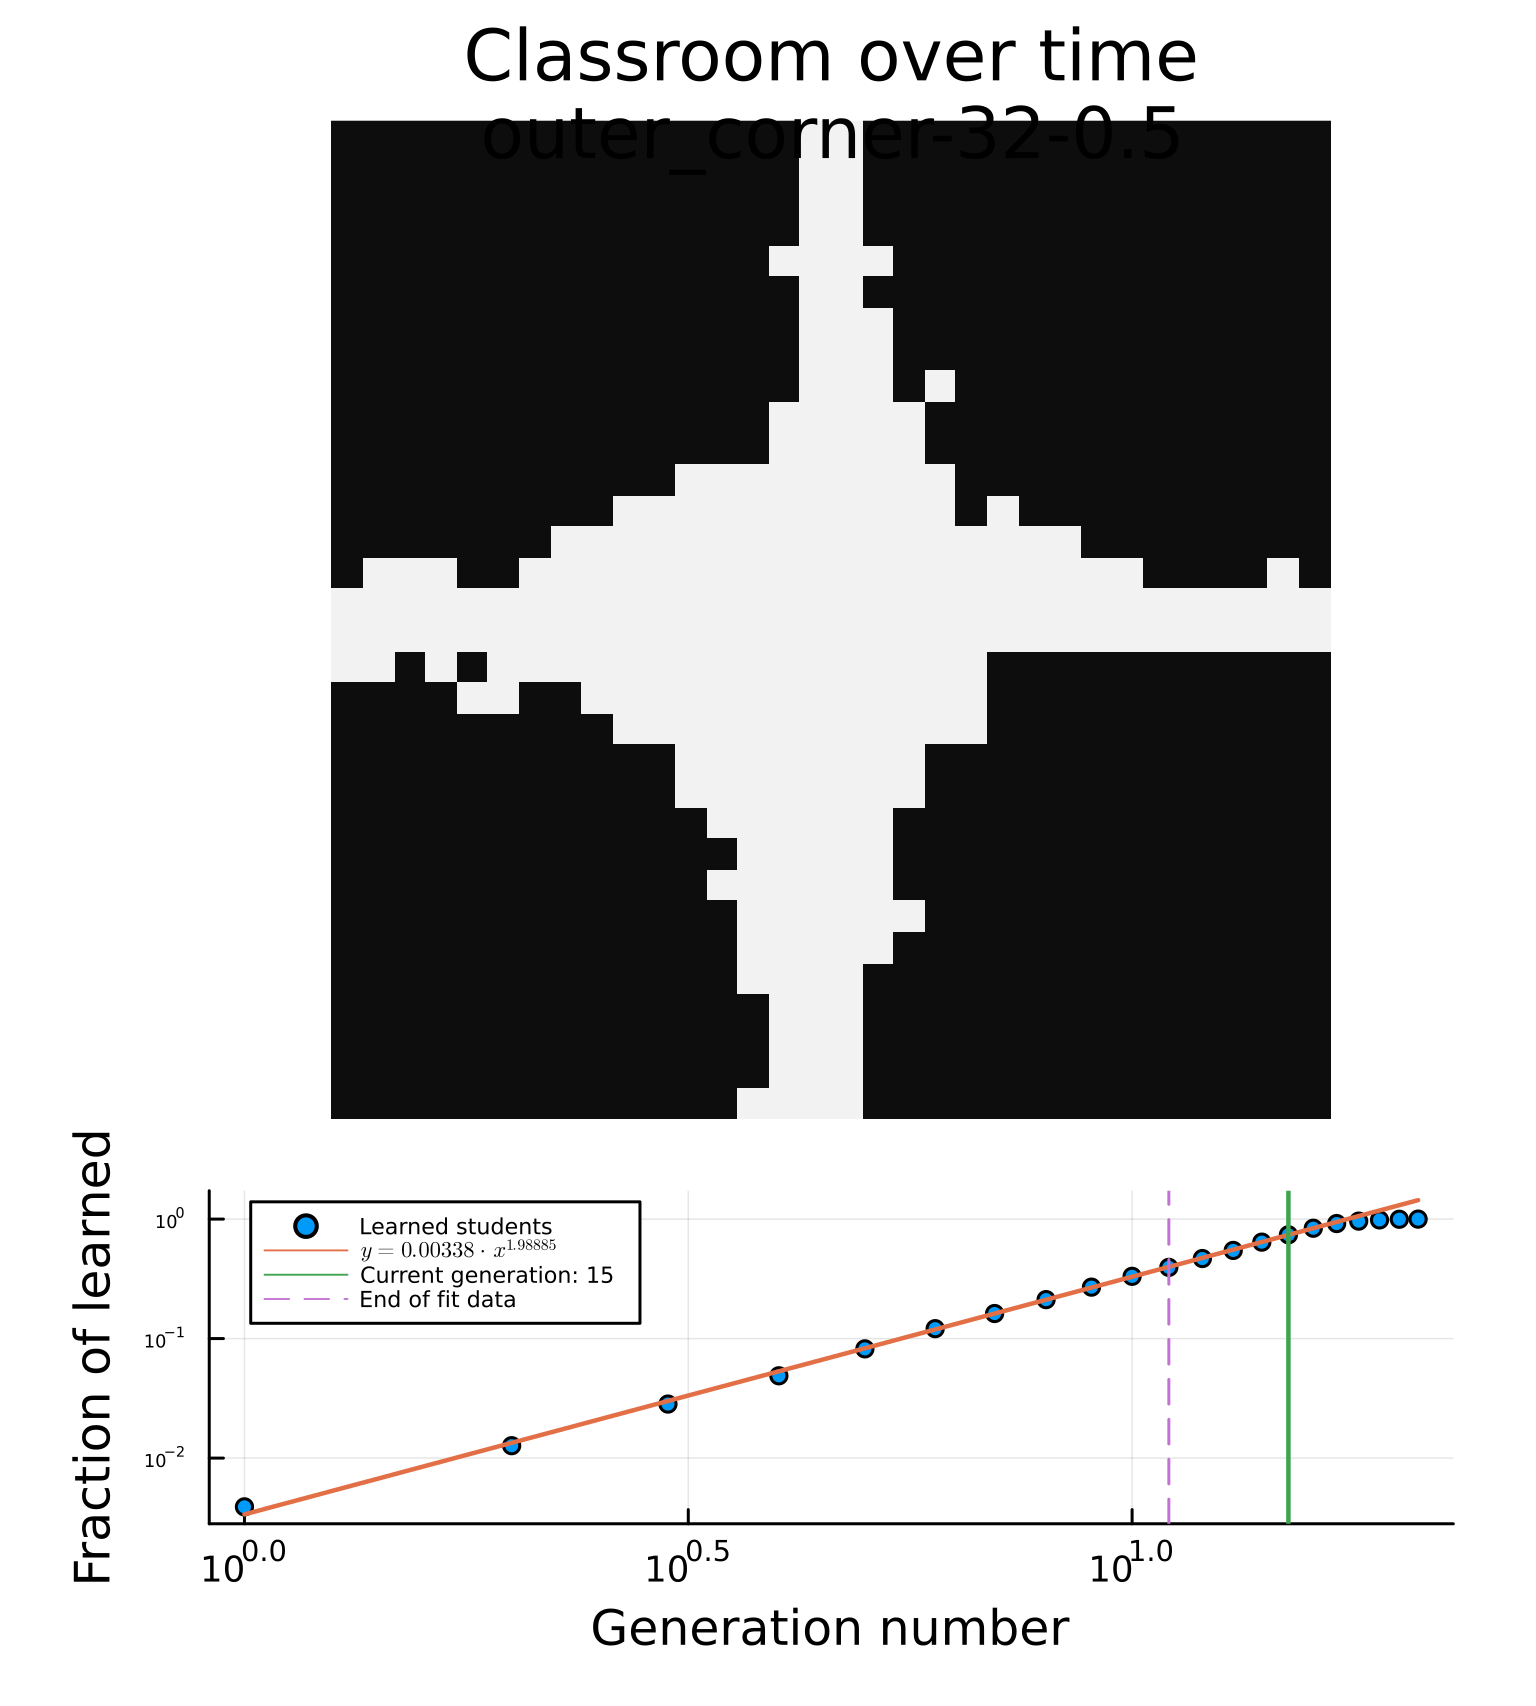 Classroom over time
outer_corner-32-0.5
Fraction of learned
10^0
10^−1
10^−2
Learned students
y = 0.00338 · x^1.98885
Current generation: 15
End of fit data
10^0.0
10^0.5
10^1.0
Generation number